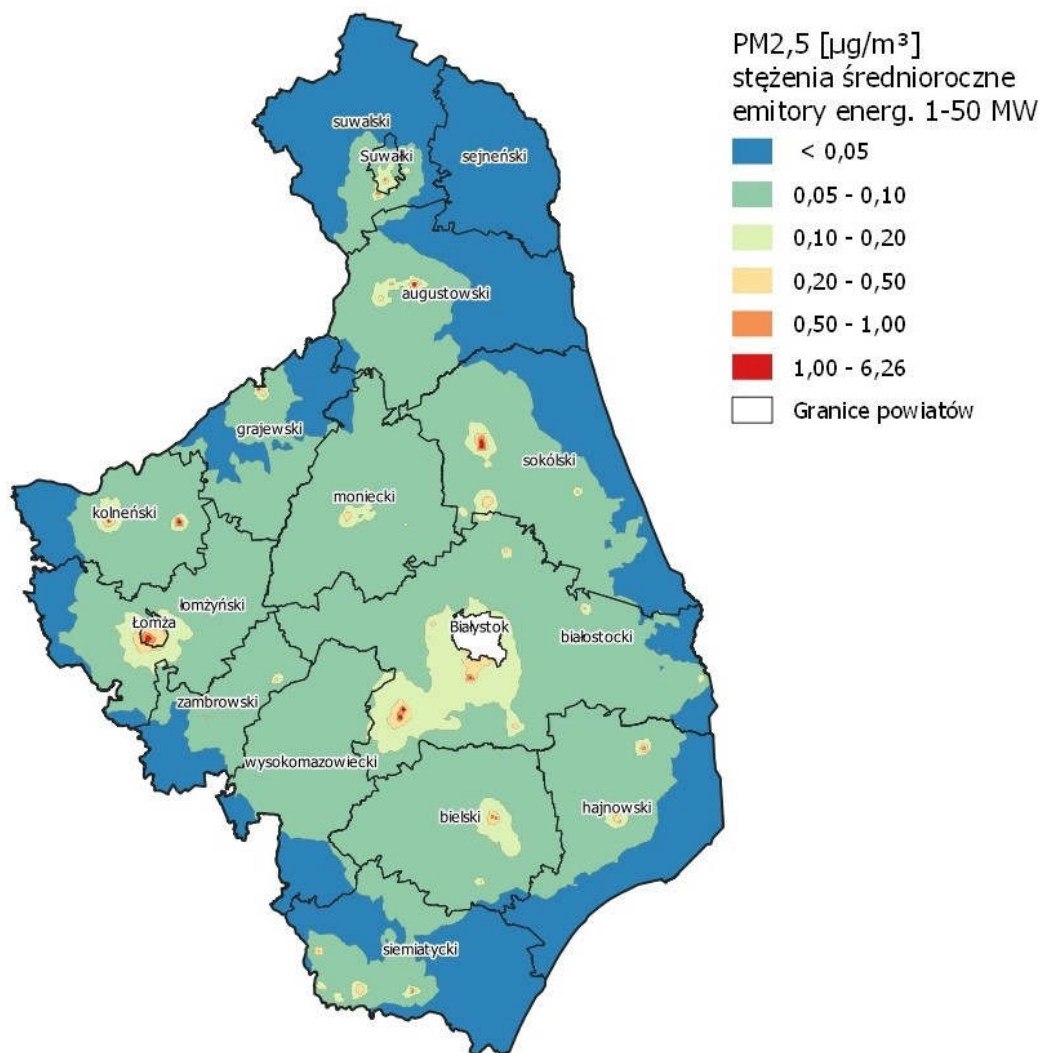 PM2,5 [µg/m³]
stężenia średnioroczne
emitory energ. 1-50 MW
< 0,05
0,05 - 0,10
0,10 - 0,20
0,20 - 0,50
0,50 - 1,00
1,00 - 6,26
Granice powiatów
suwalski
Suwałki
sejneński
augustowski
grajewski
sokólski
moniecki
kolneński
łomżyński
Łomża
Białystok
białostocki
zambrowski
wysokomazowiecki
bielski
hajnowski
siemiatycki